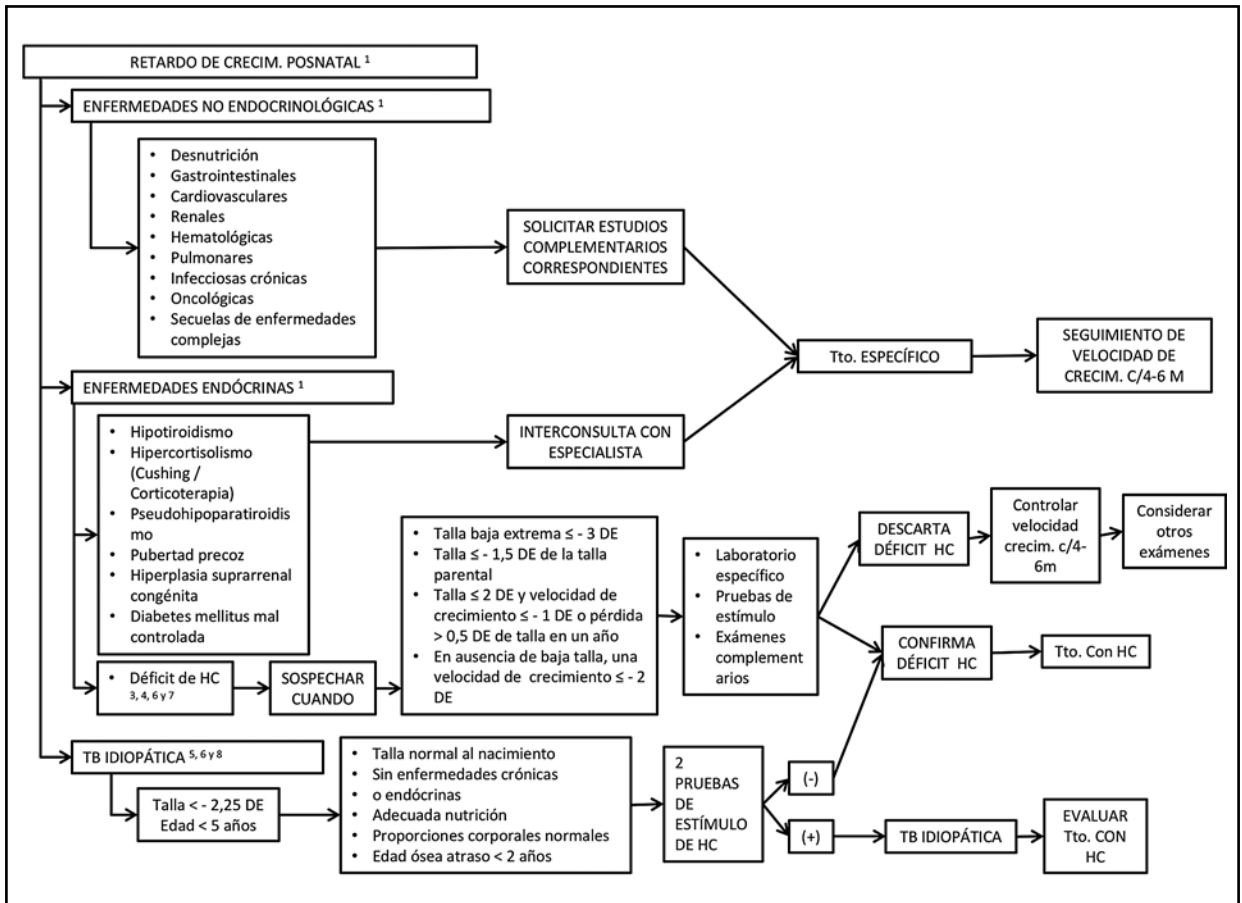 RETARDO DE CRECIM. POSNATAL 1
ENFERMEDADES NO ENDOCRINOLÓGICAS 1
• Desnutrición
• Gastrointestinales
• Cardiovasculares
• Renales
• Hematológicas
• Pulmonares
• Infecciosas crónicas
• Oncológicas
• Secuelas de enfermedades
complejas
SOLICITAR ESTUDIOS
COMPLEMENTARIOS
CORRESPONDIENTES
Tto. ESPECÍFICO
SEGUIMIENTO DE
VELOCIDAD DE
CRECIM. C/4-6 M
ENFERMEDADES ENDÓCRINAS 1
• Hipotiroidismo
• Hipercortisolismo
(Cushing /
Corticoterapia)
• Pseudohipoparatiroidis
mo
• Pubertad precoz
• Hiperplasia suprarrenal
congénita
• Diabetes mellitus mal
controlada
INTERCONSULTA CON
ESPECIALISTA
• Déficit de HC
3, 4, 6 y 7
SOSPECHAR
CUANDO
• Talla baja extrema ≤ - 3 DE
• Talla ≤ - 1,5 DE de la talla
parental
• Talla ≤ 2 DE y velocidad de
crecimiento ≤ - 1 DE o pérdida
> 0,5 DE de talla en un año
• En ausencia de baja talla, una
velocidad de crecimiento ≤ - 2
DE
• Laboratorio
específico
• Pruebas de
estímulo
• Exámenes
complement
arios
DESCARTA
DÉFICIT HC
Controlar
velocidad
crecim. c/4-
6m
Considerar
otros
exámenes
CONFIRMA
DÉFICIT HC
Tto. Con HC
TB IDIOPÁTICA 5, 6 y 8
Talla < - 2,25 DE
Edad < 5 años
• Talla normal al nacimiento
• Sin enfermedades crónicas
• o endócrinas
• Adecuada nutrición
• Proporciones corporales normales
• Edad ósea atraso < 2 años
2
PRUEBAS
DE
ESTÍMULO
DE HC
(-)
(+)
TB IDIOPÁTICA
EVALUAR
Tto. CON
HC